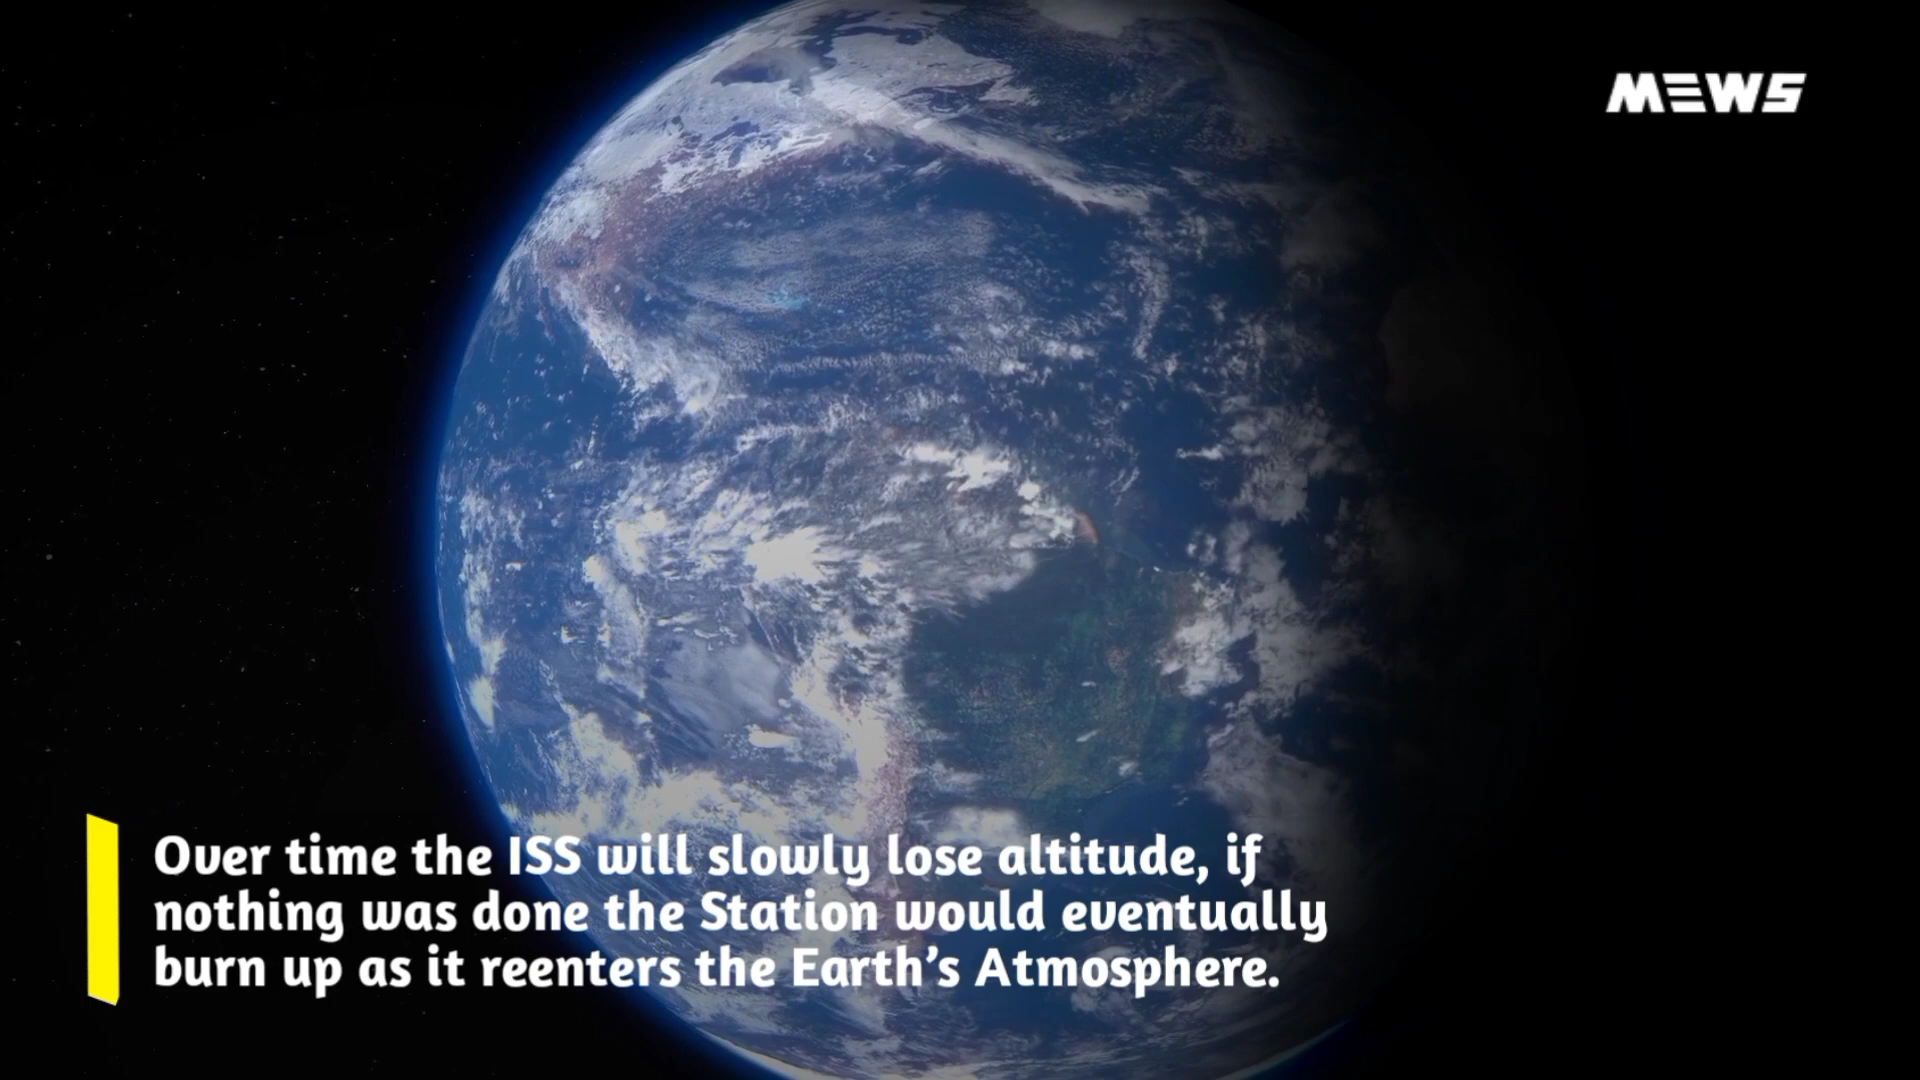 MEWS
Over time the ISS will slowly lose altitude, if
nothing was done the Station would eventually
burn up as it reenters the Earth’s Atmosphere.